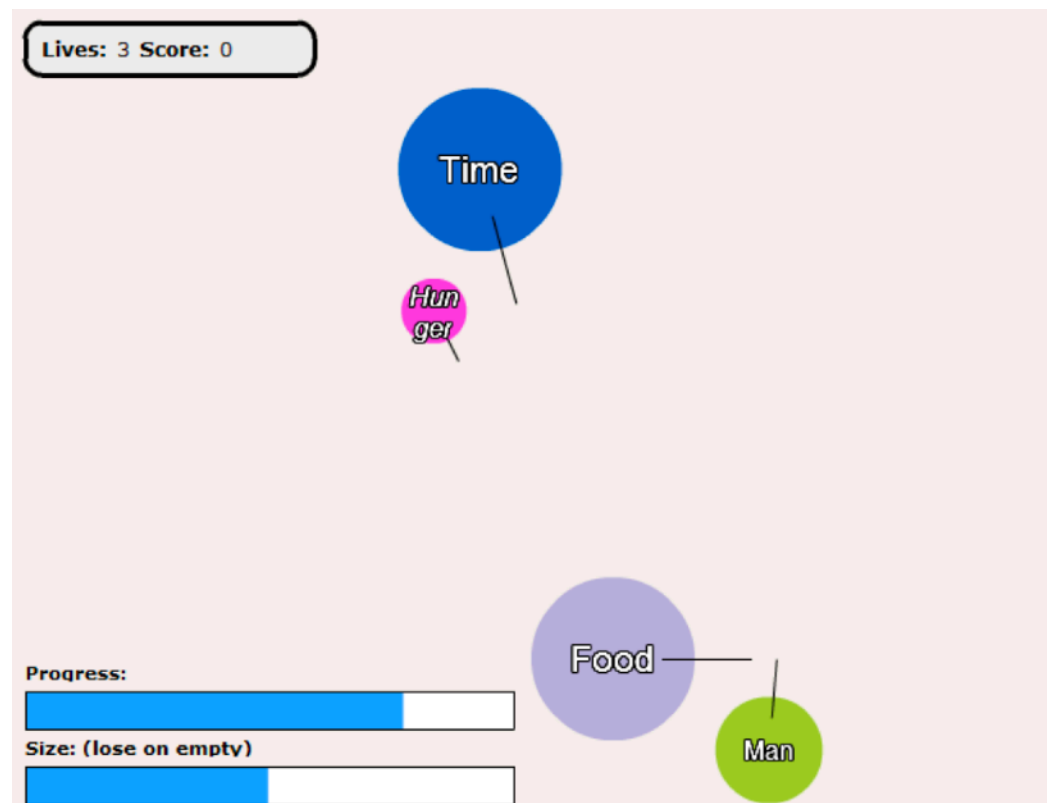 Lives: 3 Score: 0
Time
Hun
ger
Food
Man
Progress:
Size: (lose on empty)